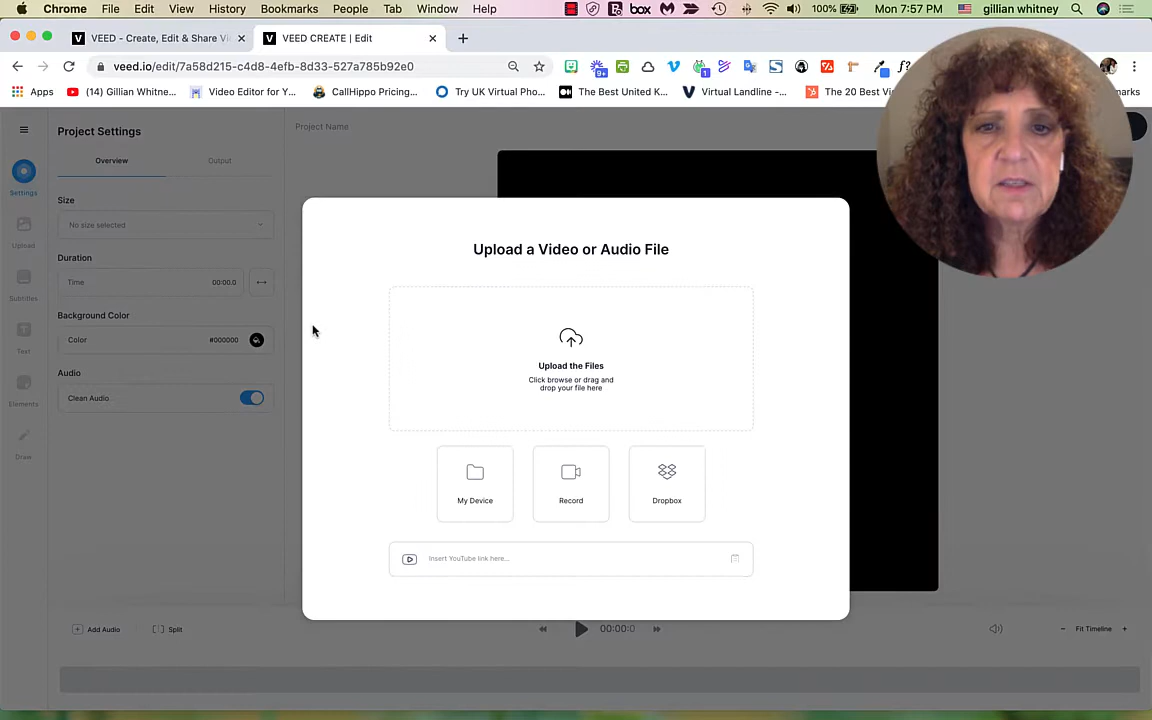 Chrome File Edit View History Bookmarks People Tab Window Help box 100% Mon 7:57 PM gillian whitney
V VEED - Create, Edit & Share Vi
V VEED CREATE | Edit
veed.io/edit/7a58d215-c4d8-4efb-8d33-527a785b92e0 9+ 1 f?
Apps (14) Gillian Whitne... Video Editor for Y... CallHippo Pricing... Try UK Virtual Pho... The Best United K... Virtual Landline -... The 20 Best Vi marks
Project Settings
Project Name
Overview Output
Settings
Size
No size selected
Upload
Duration
Time 00:00.0
Subtitles
Background Color
Color #000000
Text
Audio
Clean Audio
Elements
Draw
Upload a Video or Audio File
Upload the Files
Click browse or drag and
drop your file here
My Device Record Dropbox
Insert YouTube link here...
Add Audio Split 00:00:0 Fit Timeline